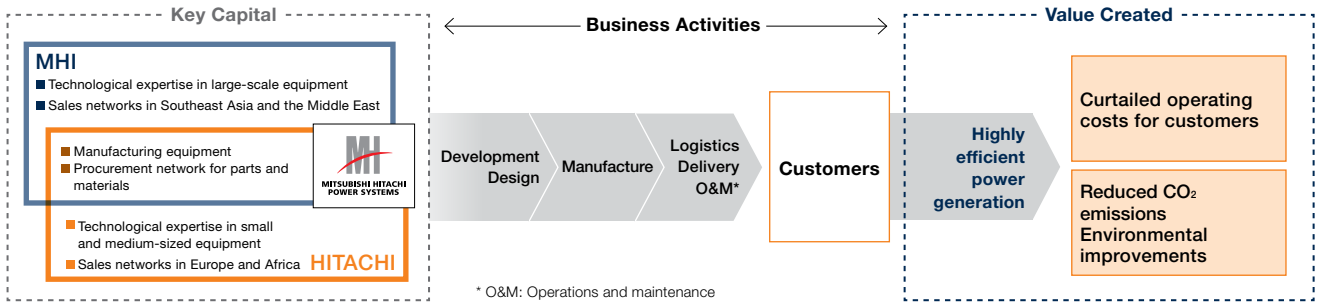 Key Capital
MHI
Technological expertise in large-scale equipment
Sales networks in Southeast Asia and the Middle East
Manufacturing equipment
Procurement network for parts and
materials
MH
MITSUBISHI HITACHI
POWER SYSTEMS
Technological expertise in small
and medium-sized equipment
Sales networks in Europe and Africa
HITACHI
Business Activities
Development
Design
Manufacture
Logistics
Delivery
O&M*
Customers
* O&M: Operations and maintenance
Value Created
Highly
efficient
power
generation
Curtailed operating
costs for customers
Reduced CO₂
emissions
Environmental
improvements